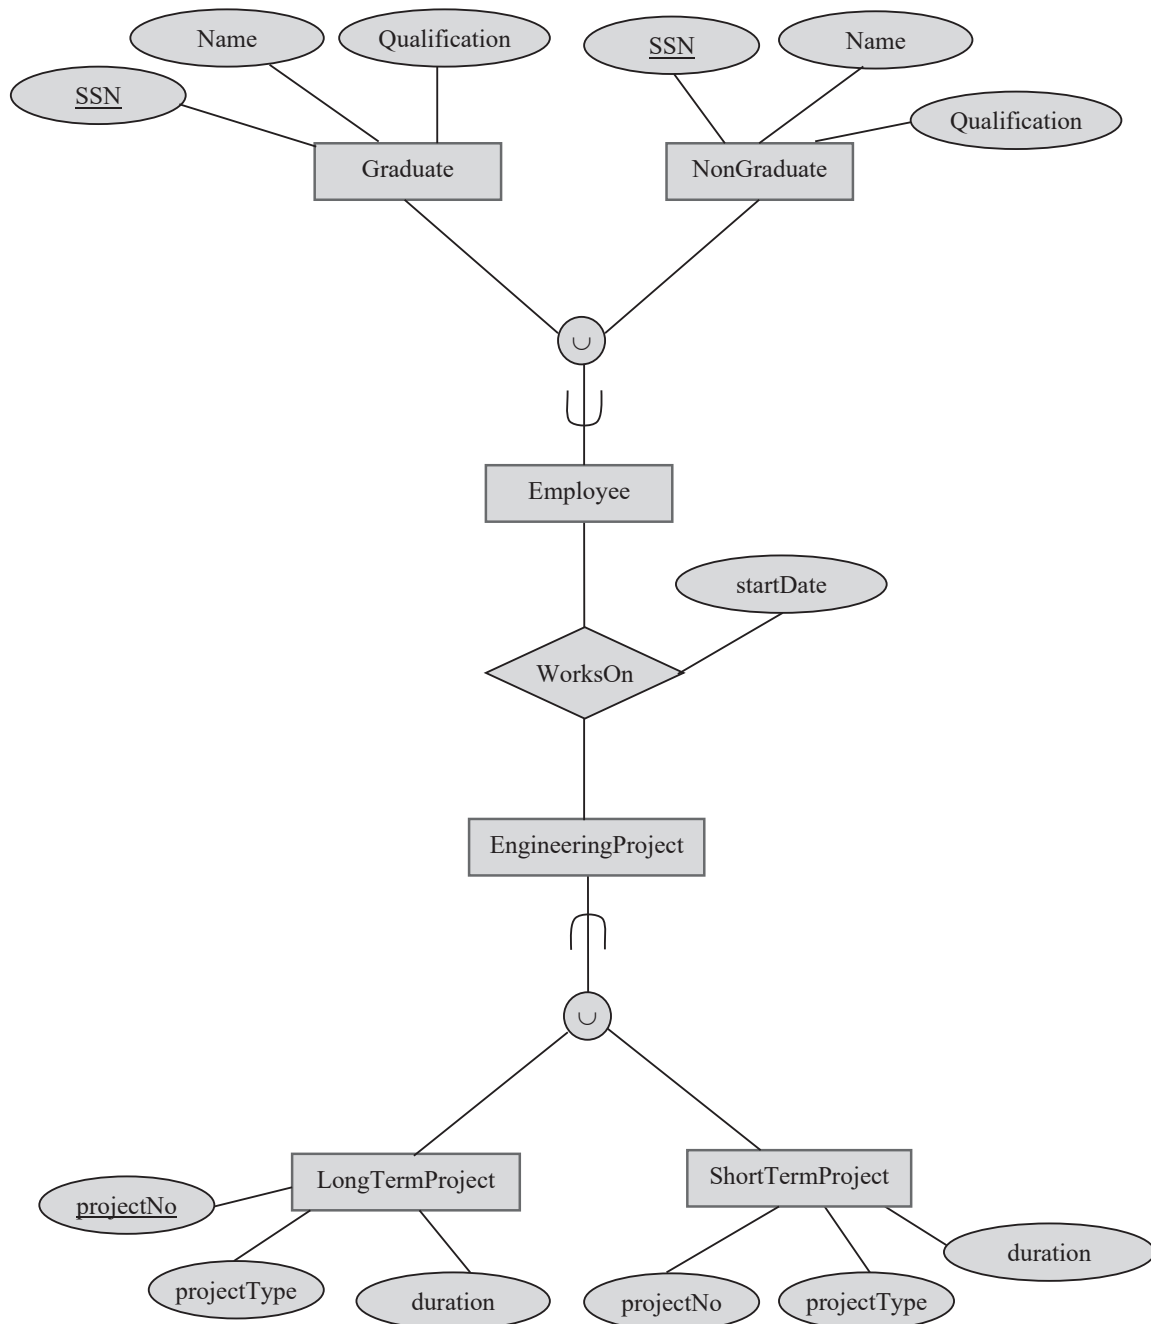 Name
Qualification
SSN
Name
SSN
Qualification
Graduate
NonGraduate
∪
Employee
startDate
WorksOn
EngineeringProject
∪
LongTermProject
ShortTermProject
projectNo
duration
projectType
duration
projectNo
projectType